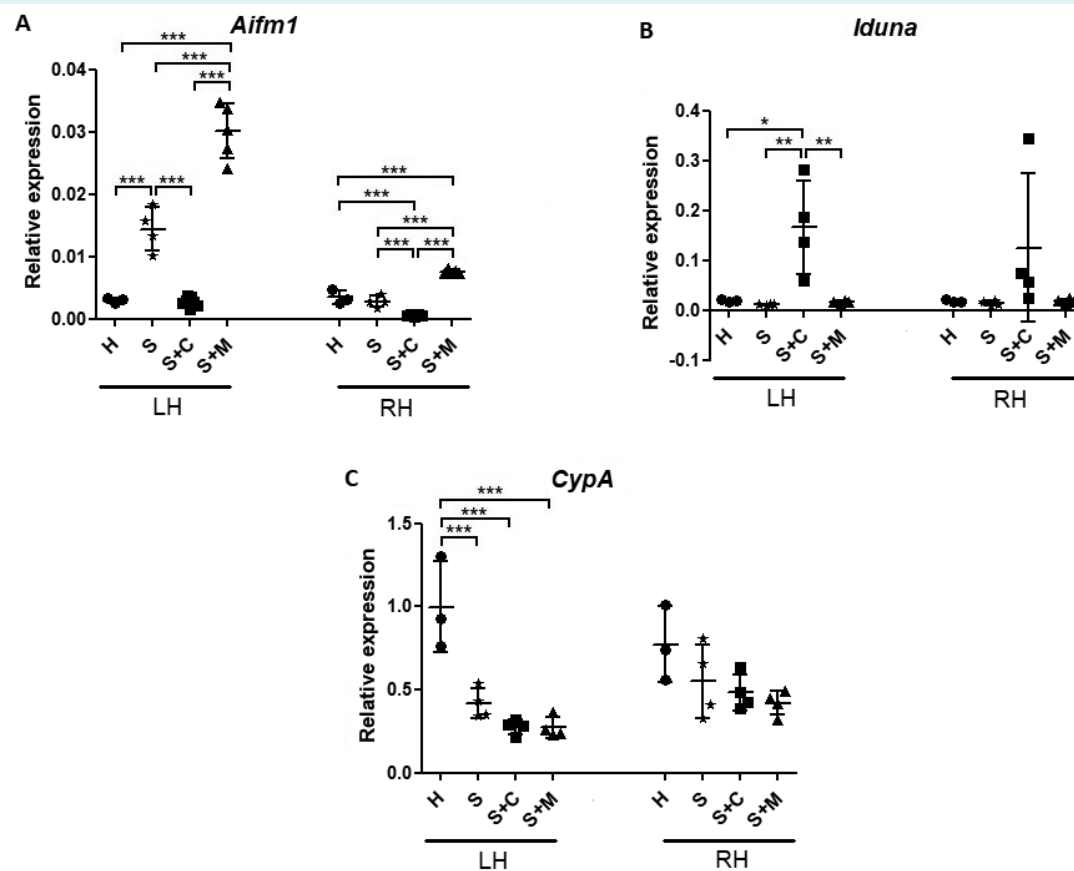 A
Aifm1
***
***
***
*** ***
***
***
***
*** ***
Relative expression
0.04
0.03
0.02
0.01
0.00
H S S+C S+M H S S+C S+M
LH RH
B
Iduna
*
** **
Relative expression
0.4
0.3
0.2
0.1
0.0
-0.1
H S S+C S+M H S S+C S+M
LH RH
C
CypA
***
***
***
Relative expression
1.5
1.0
0.5
0.0
H S S+C S+M H S S+C S+M
LH RH